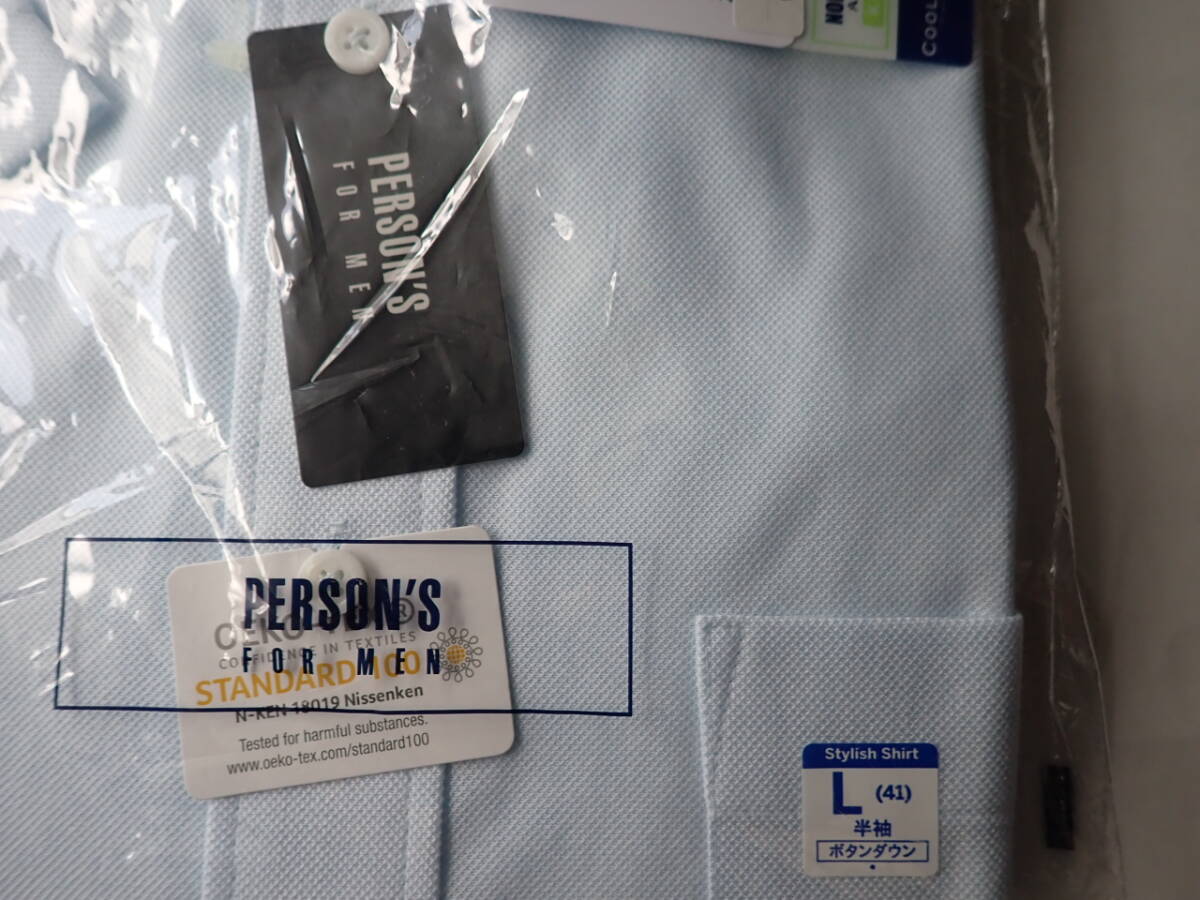 NON
A
COOL
PERSON'S
FOR MEN
PERSON'S
FOR MEN
OEKO-TEX®
CONFIDENCE IN TEXTILES
STANDARD 100
N-KEN 18019 Nissenken
Tested for harmful substances.
www.oeko-tex.com/standard100
Stylish Shirt
L (41)
半袖
ボタンダウン